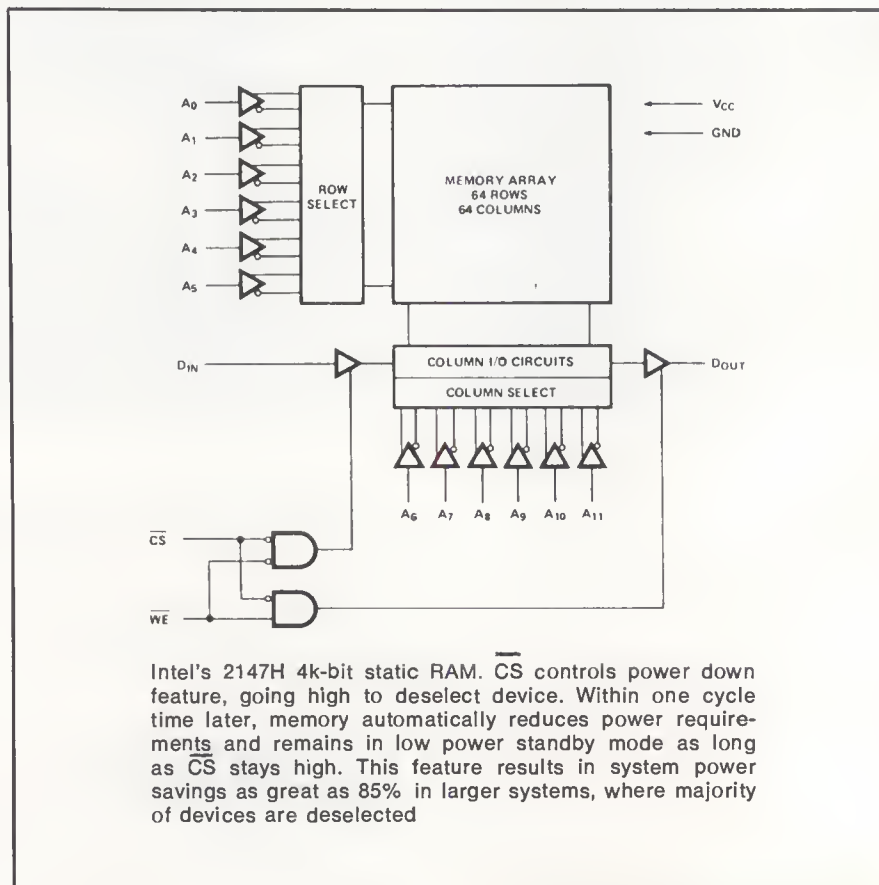 A0
A1
A2
A3
A4
A5
ROW
SELECT
MEMORY ARRAY
64 ROWS
64 COLUMNS
VCC
GND
DIN
COLUMN I/O CIRCUITS
COLUMN SELECT
DOUT
A6 A7 A8 A9 A10 A11
C̅S̅
W̅E̅
Intel's 2147H 4k-bit static RAM. C̅S̅ controls power down
feature, going high to deselect device. Within one cycle
time later, memory automatically reduces power require-
ments and remains in low power standby mode as long
as C̅S̅ stays high. This feature results in system power
savings as great as 85% in larger systems, where majority
of devices are deselected